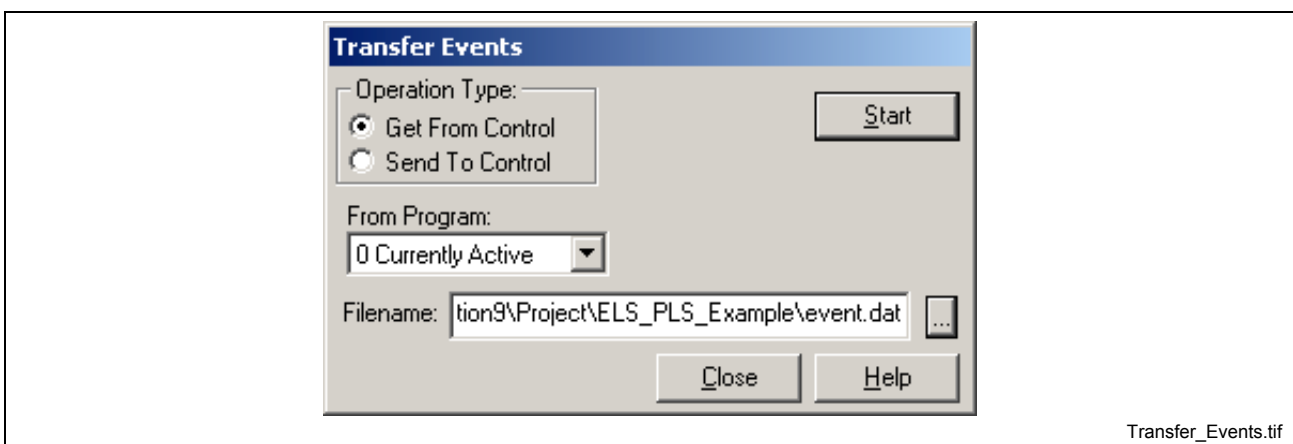 Transfer Events
Operation Type:
Get From Control
Send To Control
Start
From Program:
0 Currently Active
Filename: tion9\Project\ELS_PLS_Example\event.dat ...
Close Help
Transfer_Events.tif